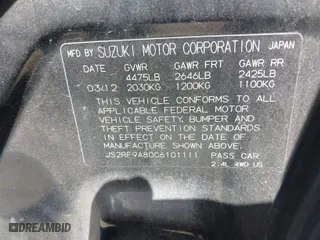 MFD BY SUZUKI MOTOR CORPORATION JAPAN
DATE GVWR GAWR FRT GAWR RR
4475LB 2646LB 2425LB
03/12 2030KG 1200KG 1100KG
THIS VEHICLE CONFORMS TO ALL
APPLICABLE FEDERAL MOTOR
VEHICLE SAFETY, BUMPER AND
THEFT PREVENTION STANDARDS
IN EFFECT ON THE DATE OF
MANUFACTURE SHOWN ABOVE.
JS2RF9A80C6101111 PASS CAR
2.4L 4WD US